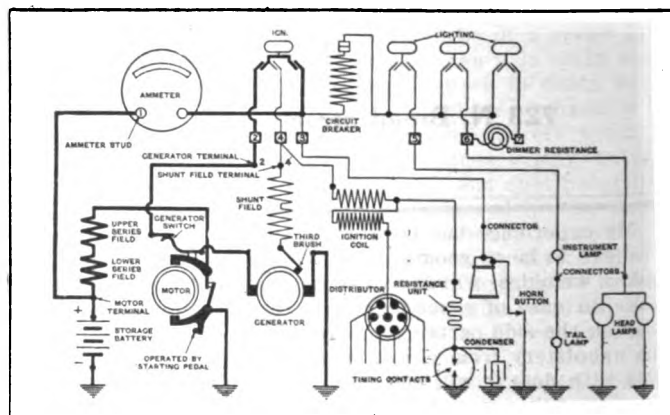 IGN.
LIGHTING
AMMETER
1
AMMETER STUD
CIRCUIT
BREAKER
2
4
3
5
6
7
DIMMER RESISTANCE
GENERATOR TERMINAL
2
4
SHUNT FIELD TERMINAL
SHUNT
FIELD
GENERATOR
SWITCH
UPPER
SERIES
FIELD
LOWER
SERIES
FIELD
THIRD
BRUSH
IGNITION
COIL
CONNECTOR
INSTRUMENT
LAMP
CONNECTORS
MOTOR
TERMINAL
MOTOR
GENERATOR
DISTRIBUTOR
RESISTANCE
UNIT
HORN
BUTTON
+
STORAGE
BATTERY
-
OPERATED BY
STARTING PEDAL
CONDENSER
TIMING CONTACTS
TAIL
LAMP
HEAD
LAMPS